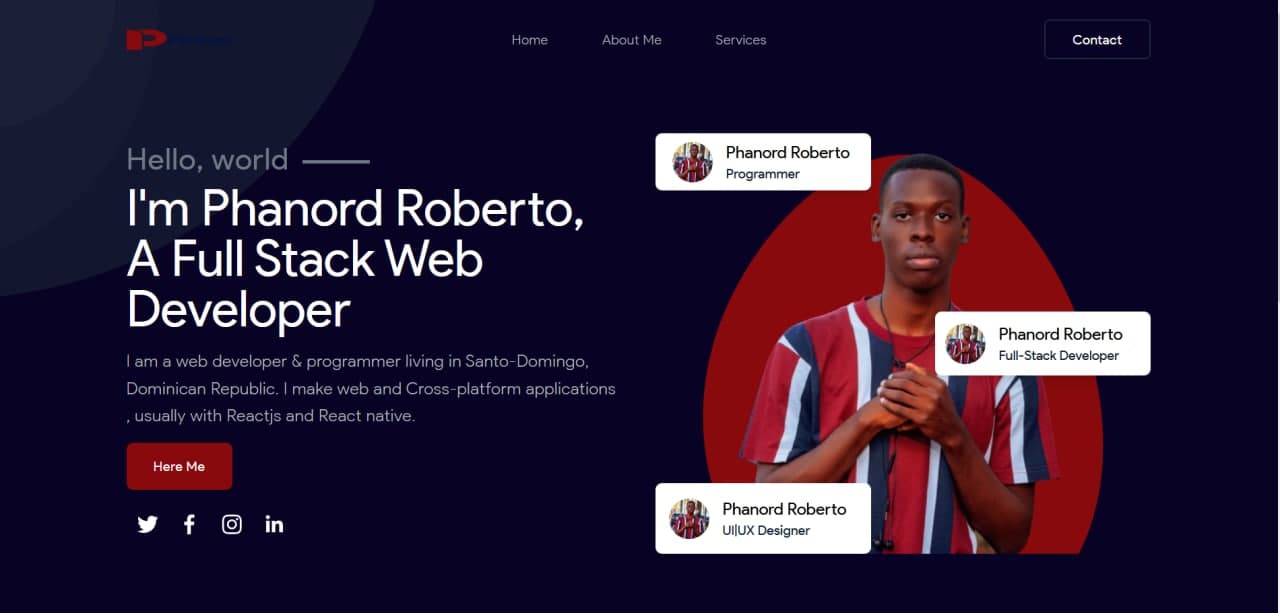 Home
About Me
Services
Contact
Hello, world
I'm Phanord Roberto,
A Full Stack Web
Developer
I am a web developer & programmer living in Santo-Domingo,
Dominican Republic. I make web and Cross-platform applications
, usually with Reactjs and React native.
Here Me
Phanord Roberto
Programmer
Phanord Roberto
Full-Stack Developer
Phanord Roberto
UI|UX Designer